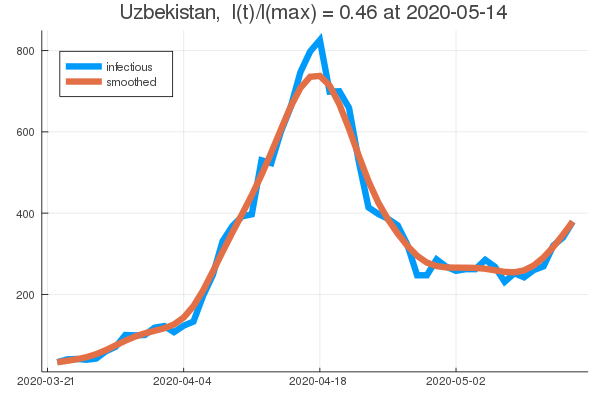 Uzbekistan, I(t)/I(max) = 0.46 at 2020-05-14
infectious
smoothed
800
600
400
200
2020-03-21 2020-04-04 2020-04-18 2020-05-02